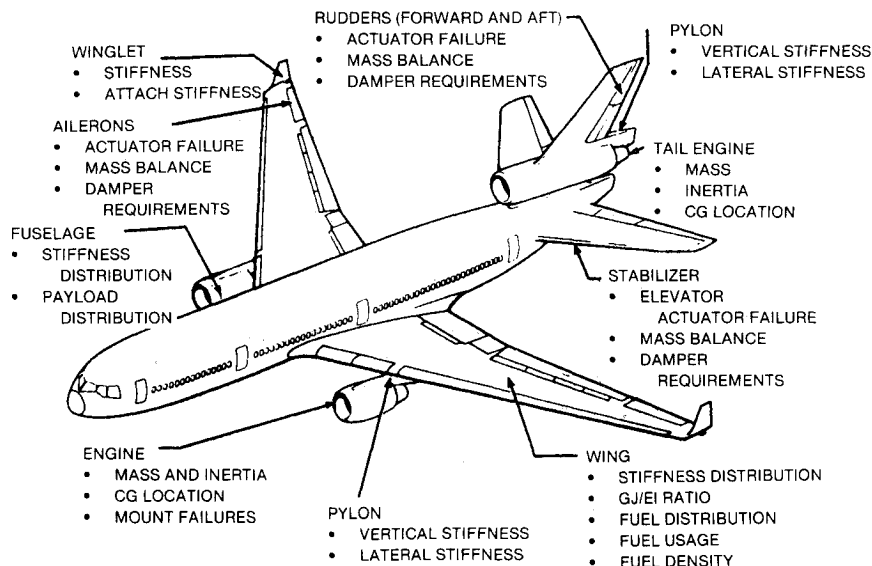 RUDDERS (FORWARD AND AFT)
• ACTUATOR FAILURE
• MASS BALANCE
• DAMPER REQUIREMENTS
PYLON
• VERTICAL STIFFNESS
• LATERAL STIFFNESS
WINGLET
• STIFFNESS
• ATTACH STIFFNESS
AILERONS
• ACTUATOR FAILURE
• MASS BALANCE
• DAMPER
REQUIREMENTS
TAIL ENGINE
• MASS
• INERTIA
• CG LOCATION
FUSELAGE
• STIFFNESS
DISTRIBUTION
• PAYLOAD
DISTRIBUTION
STABILIZER
• ELEVATOR
ACTUATOR FAILURE
• MASS BALANCE
• DAMPER
REQUIREMENTS
ENGINE
• MASS AND INERTIA
• CG LOCATION
• MOUNT FAILURES
PYLON
• VERTICAL STIFFNESS
• LATERAL STIFFNESS
WING
• STIFFNESS DISTRIBUTION
• GJ/EI RATIO
• FUEL DISTRIBUTION
• FUEL USAGE
• FUEL DENSITY